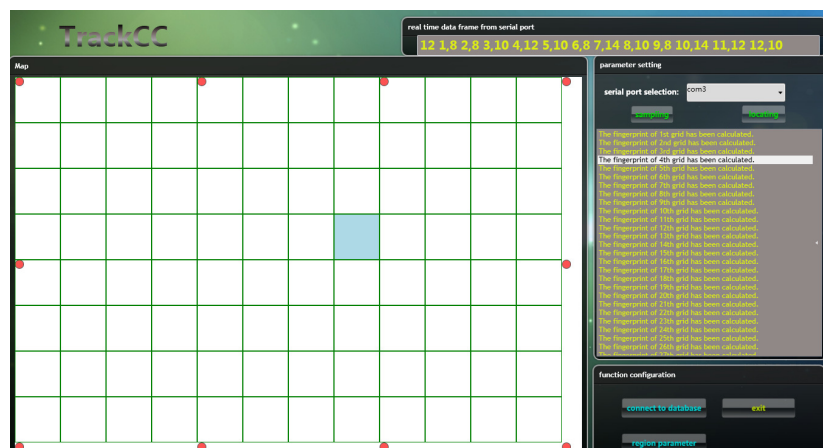 TrackCC
real time data frame from serial port
12 1,8 2,8 3,10 4,12 5,10 6,8 7,14 8,10 9,8 10,14 11,12 12,10
Map
parameter setting
serial port selection: com3
sampling locating
The fingerprint of 1st grid has been calculated.
The fingerprint of 2nd grid has been calculated.
The fingerprint of 3rd grid has been calculated.
The fingerprint of 4th grid has been calculated.
The fingerprint of 5th grid has been calculated.
The fingerprint of 6th grid has been calculated.
The fingerprint of 7th grid has been calculated.
The fingerprint of 8th grid has been calculated.
The fingerprint of 9th grid has been calculated.
The fingerprint of 10th grid has been calculated.
The fingerprint of 11th grid has been calculated.
The fingerprint of 12th grid has been calculated.
The fingerprint of 13th grid has been calculated.
The fingerprint of 14th grid has been calculated.
The fingerprint of 15th grid has been calculated.
The fingerprint of 16th grid has been calculated.
The fingerprint of 17th grid has been calculated.
The fingerprint of 18th grid has been calculated.
The fingerprint of 19th grid has been calculated.
The fingerprint of 20th grid has been calculated.
The fingerprint of 21th grid has been calculated.
The fingerprint of 22th grid has been calculated.
The fingerprint of 23th grid has been calculated.
The fingerprint of 24th grid has been calculated.
The fingerprint of 25th grid has been calculated.
The fingerprint of 26th grid has been calculated.
The fingerprint of 27th grid has been calculated.
function configuration
connect to database exit
region parameter